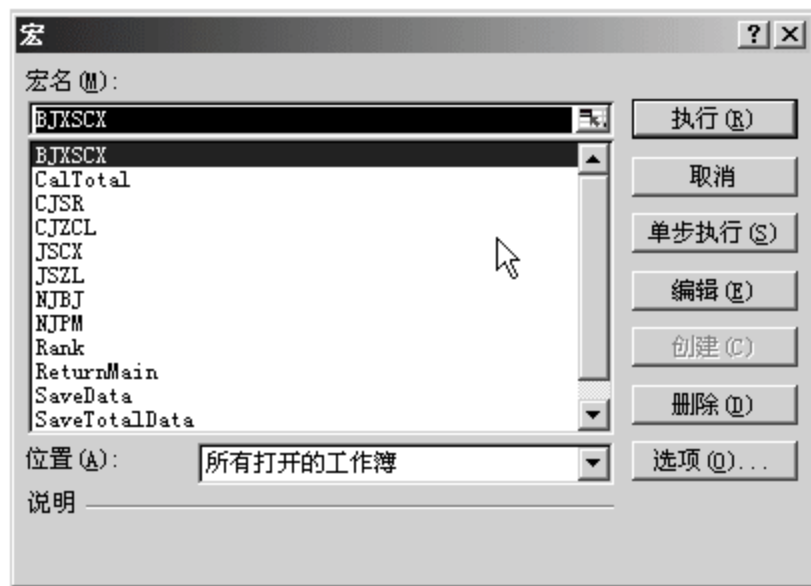 宏
宏名(M):
BJXSCX
BJXSCX
CalTotal
CJSR
CJZCL
JSCX
JSZL
NJBJ
NJPM
Rank
ReturnMain
SaveData
SaveTotalData
位置(A):
所有打开的工作簿
说明
执行(R)
取消
单步执行(S)
编辑(E)
创建(C)
删除(D)
选项(O)...